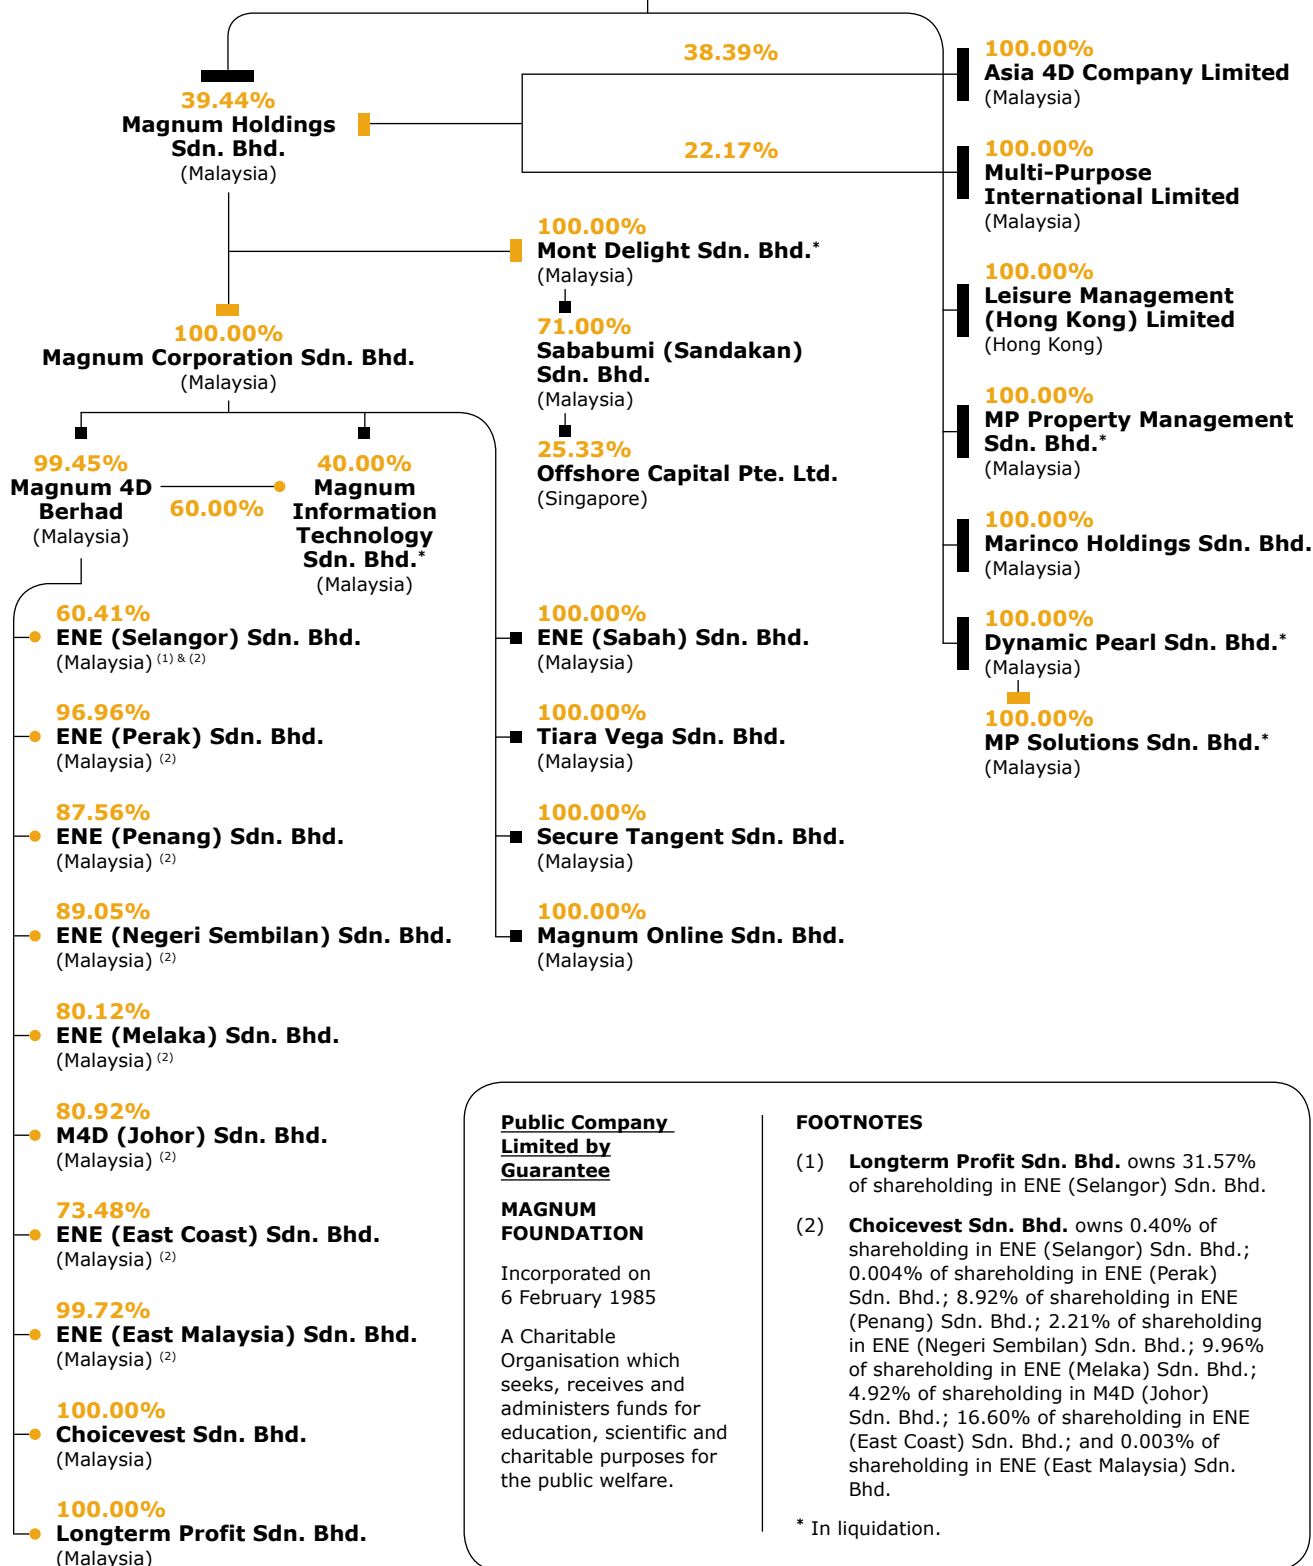 39.44%
Magnum Holdings
Sdn. Bhd.
(Malaysia)
38.39%
22.17%
100.00%
Asia 4D Company Limited
(Malaysia)
100.00%
Multi-Purpose
International Limited
(Malaysia)
100.00%
Leisure Management
(Hong Kong) Limited
(Hong Kong)
100.00%
MP Property Management
Sdn. Bhd.*
(Malaysia)
100.00%
Marinco Holdings Sdn. Bhd.
(Malaysia)
100.00%
Dynamic Pearl Sdn. Bhd.*
(Malaysia)
100.00%
MP Solutions Sdn. Bhd.*
(Malaysia)
100.00%
Mont Delight Sdn. Bhd.*
(Malaysia)
71.00%
Sababumi (Sandakan)
Sdn. Bhd.
(Malaysia)
25.33%
Offshore Capital Pte. Ltd.
(Singapore)
100.00%
Magnum Corporation Sdn. Bhd.
(Malaysia)
99.45%
Magnum 4D
Berhad
(Malaysia)
60.00%
40.00%
Magnum
Information
Technology
Sdn. Bhd.*
(Malaysia)
60.41%
ENE (Selangor) Sdn. Bhd.
(Malaysia) (1) & (2)
96.96%
ENE (Perak) Sdn. Bhd.
(Malaysia) (2)
87.56%
ENE (Penang) Sdn. Bhd.
(Malaysia) (2)
89.05%
ENE (Negeri Sembilan) Sdn. Bhd.
(Malaysia) (2)
80.12%
ENE (Melaka) Sdn. Bhd.
(Malaysia) (2)
80.92%
M4D (Johor) Sdn. Bhd.
(Malaysia) (2)
73.48%
ENE (East Coast) Sdn. Bhd.
(Malaysia) (2)
99.72%
ENE (East Malaysia) Sdn. Bhd.
(Malaysia) (2)
100.00%
Choicevest Sdn. Bhd.
(Malaysia)
100.00%
Longterm Profit Sdn. Bhd.
(Malaysia)
100.00%
ENE (Sabah) Sdn. Bhd.
(Malaysia)
100.00%
Tiara Vega Sdn. Bhd.
(Malaysia)
100.00%
Secure Tangent Sdn. Bhd.
(Malaysia)
100.00%
Magnum Online Sdn. Bhd.
(Malaysia)
Public Company
Limited by
Guarantee
MAGNUM
FOUNDATION
Incorporated on
6 February 1985
A Charitable
Organisation which
seeks, receives and
administers funds for
education, scientific and
charitable purposes for
the public welfare.
FOOTNOTES
(1) Longterm Profit Sdn. Bhd. owns 31.57%
of shareholding in ENE (Selangor) Sdn. Bhd.
(2) Choicevest Sdn. Bhd. owns 0.40% of
shareholding in ENE (Selangor) Sdn. Bhd.;
0.004% of shareholding in ENE (Perak)
Sdn. Bhd.; 8.92% of shareholding in ENE
(Penang) Sdn. Bhd.; 2.21% of shareholding
in ENE (Negeri Sembilan) Sdn. Bhd.; 9.96%
of shareholding in ENE (Melaka) Sdn. Bhd.;
4.92% of shareholding in M4D (Johor)
Sdn. Bhd.; 16.60% of shareholding in ENE
(East Coast) Sdn. Bhd.; and 0.003% of
shareholding in ENE (East Malaysia) Sdn.
Bhd.
* In liquidation.